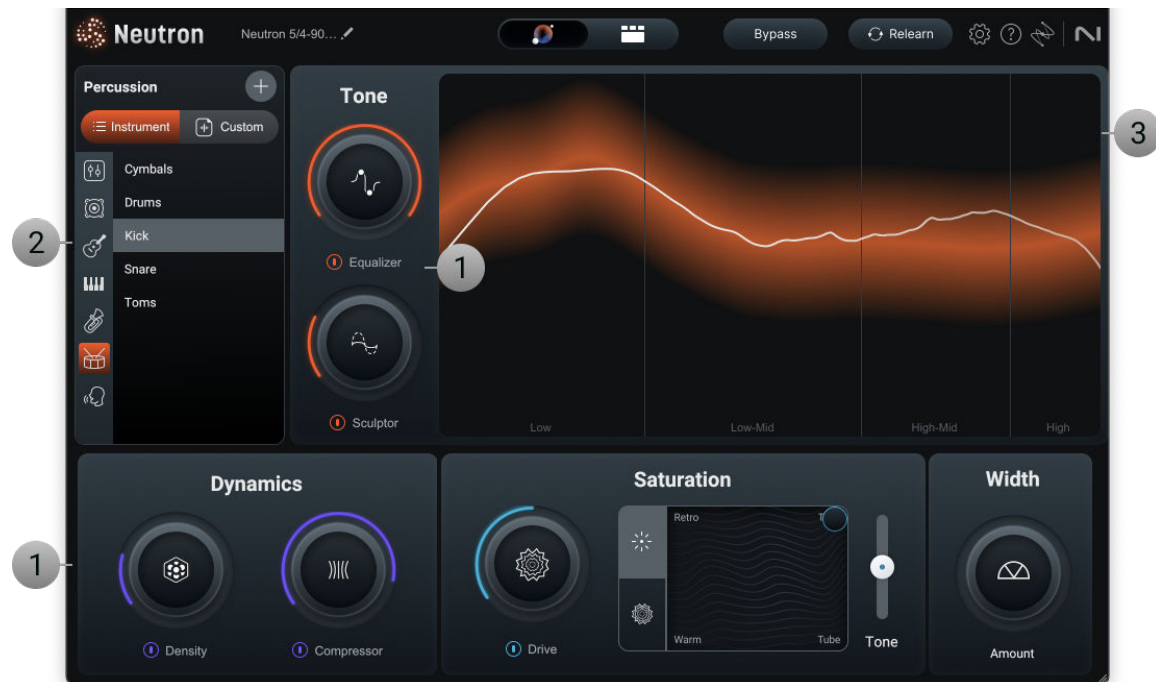 Neutron
Neutron 5/4-90...
Bypass
Relearn
Percussion
Instrument
Custom
Cymbals
Drums
Kick
Snare
Toms
2
Tone
Equalizer
1
Sculptor
Low
Low-Mid
High-Mid
High
3
1
Dynamics
Density
Compressor
Saturation
Drive
Retro
Warm
Tube
Tone
Width
Amount